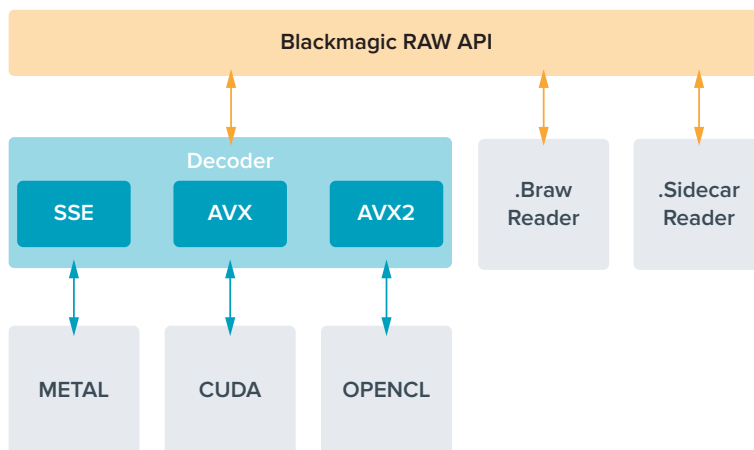 Blackmagic RAW API
Decoder
SSE
AVX
AVX2
.Braw
Reader
.Sidecar
Reader
METAL
CUDA
OPENCL